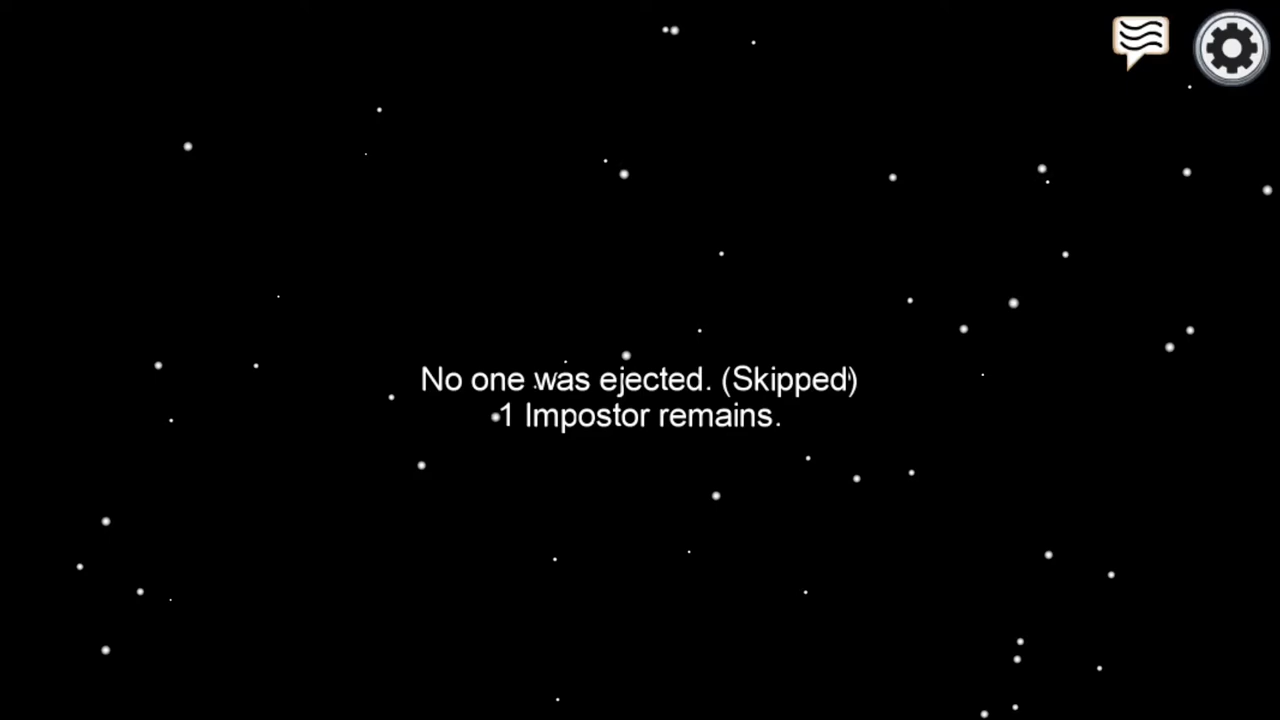 No one was ejected. (Skipped)
1 Impostor remains.